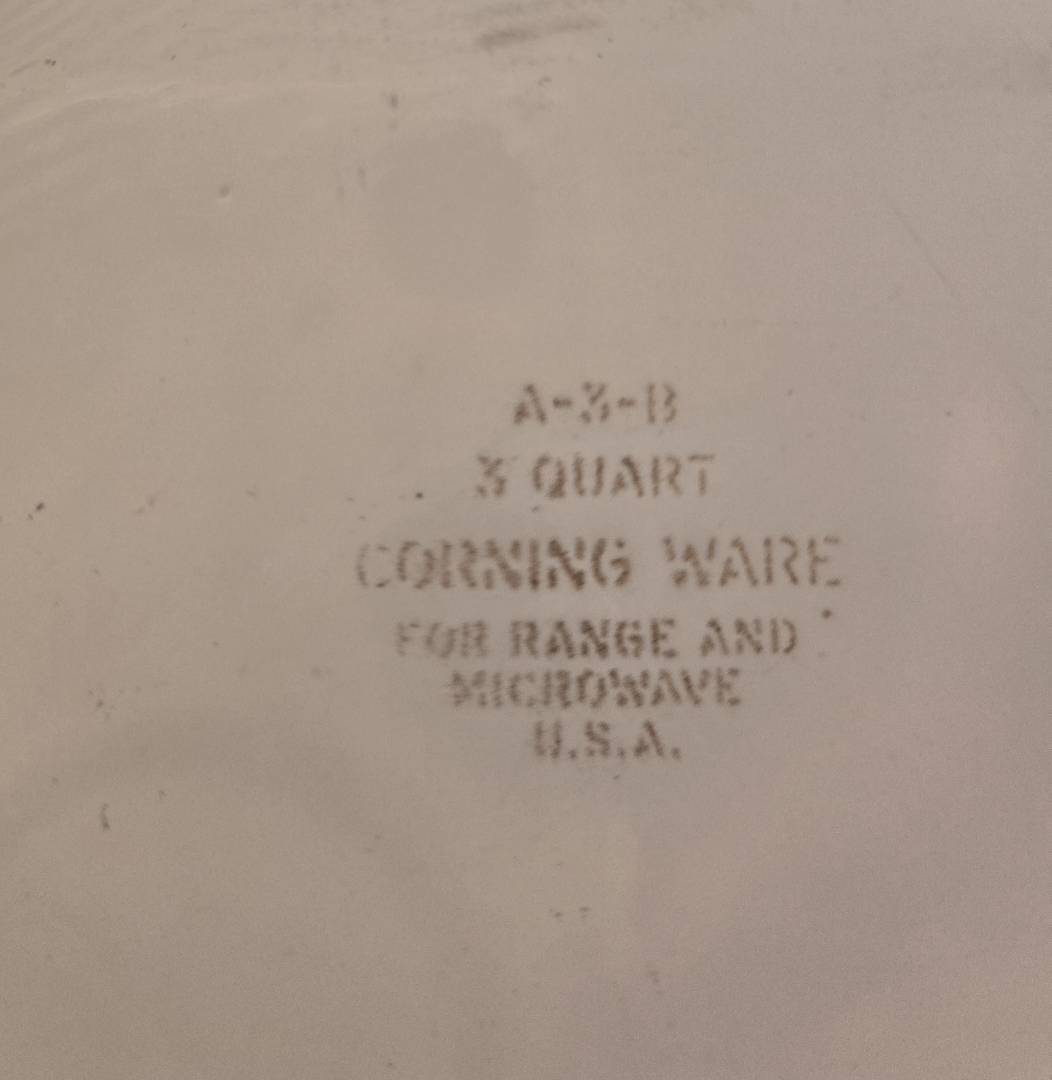 A-3-B
3 QUART
CORNING WARE
FOR RANGE AND
MICROWAVE
U.S.A.